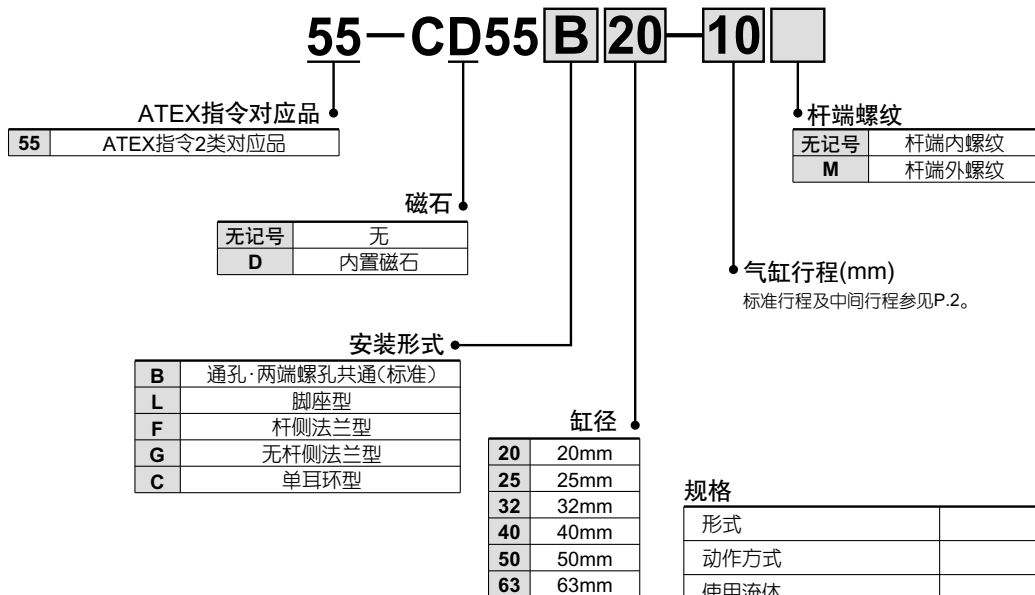 55-CD55 B 20-10
ATEX指令对应品
55 ATEX指令2类对应品
杆端螺纹
无记号 杆端内螺纹
M 杆端外螺纹
磁石
无记号 无
D 内置磁石
气缸行程(mm)
标准行程及中间行程参见P.2。
安装形式
B 通孔·两端螺孔共通(标准)
L 脚座型
F 杆侧法兰型
G 无杆侧法兰型
C 单耳环型
缸径
20 20mm
25 25mm
32 32mm
40 40mm
50 50mm
63 63mm
规格
形式
动作方式
使用流体